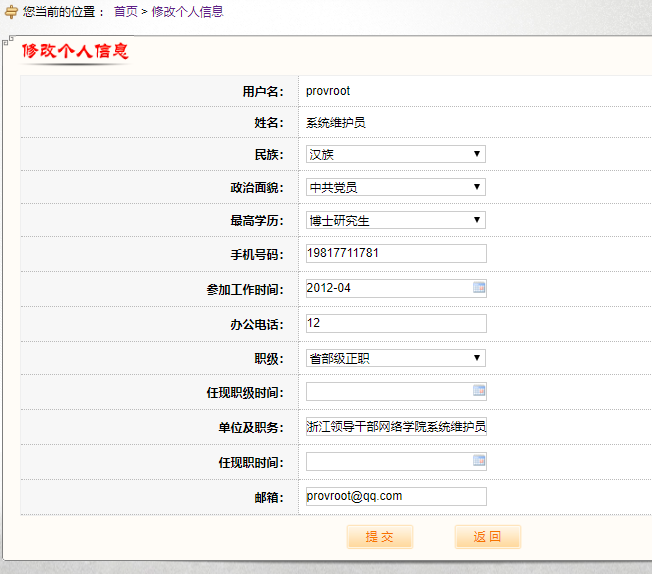 您当前的位置： 首页 > 修改个人信息
修改个人信息
用户名： provroot
姓名： 系统维护员
民族： 汉族
政治面貌： 中共党员
最高学历： 博士研究生
手机号码： 19817711781
参加工作时间： 2012-04
办公电话： 12
职级： 省部级正职
任现职级时间：
单位及职务： 浙江领导干部网络学院系统维护员
任现职时间：
邮箱： provroot@qq.com
提 交 返 回